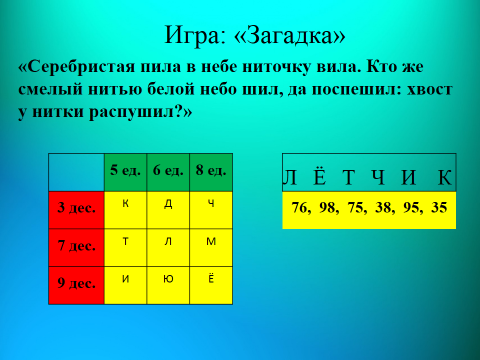 Игра: «Загадка»
«Серебристая пила в небе ниточку вила. Кто же
смелый нитью белой небо шил, да поспешил: хвост
у нитки распушил?»
5 ед. 6 ед. 8 ед.
3 дес. К Д Ч
7 дес. Т Л М
9 дес. И Ю Ё
Л Ё Т Ч И К
76, 98, 75, 38, 95, 35